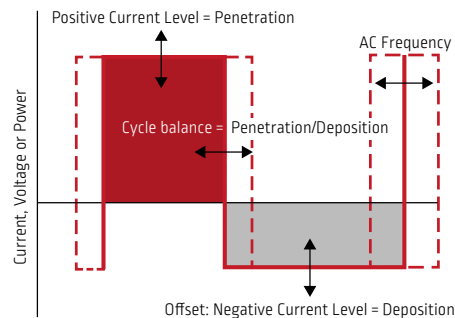 Positive Current Level = Penetration
AC Frequency
Cycle balance = Penetration/Deposition
Current, Voltage or Power
Offset: Negative Current Level = Deposition